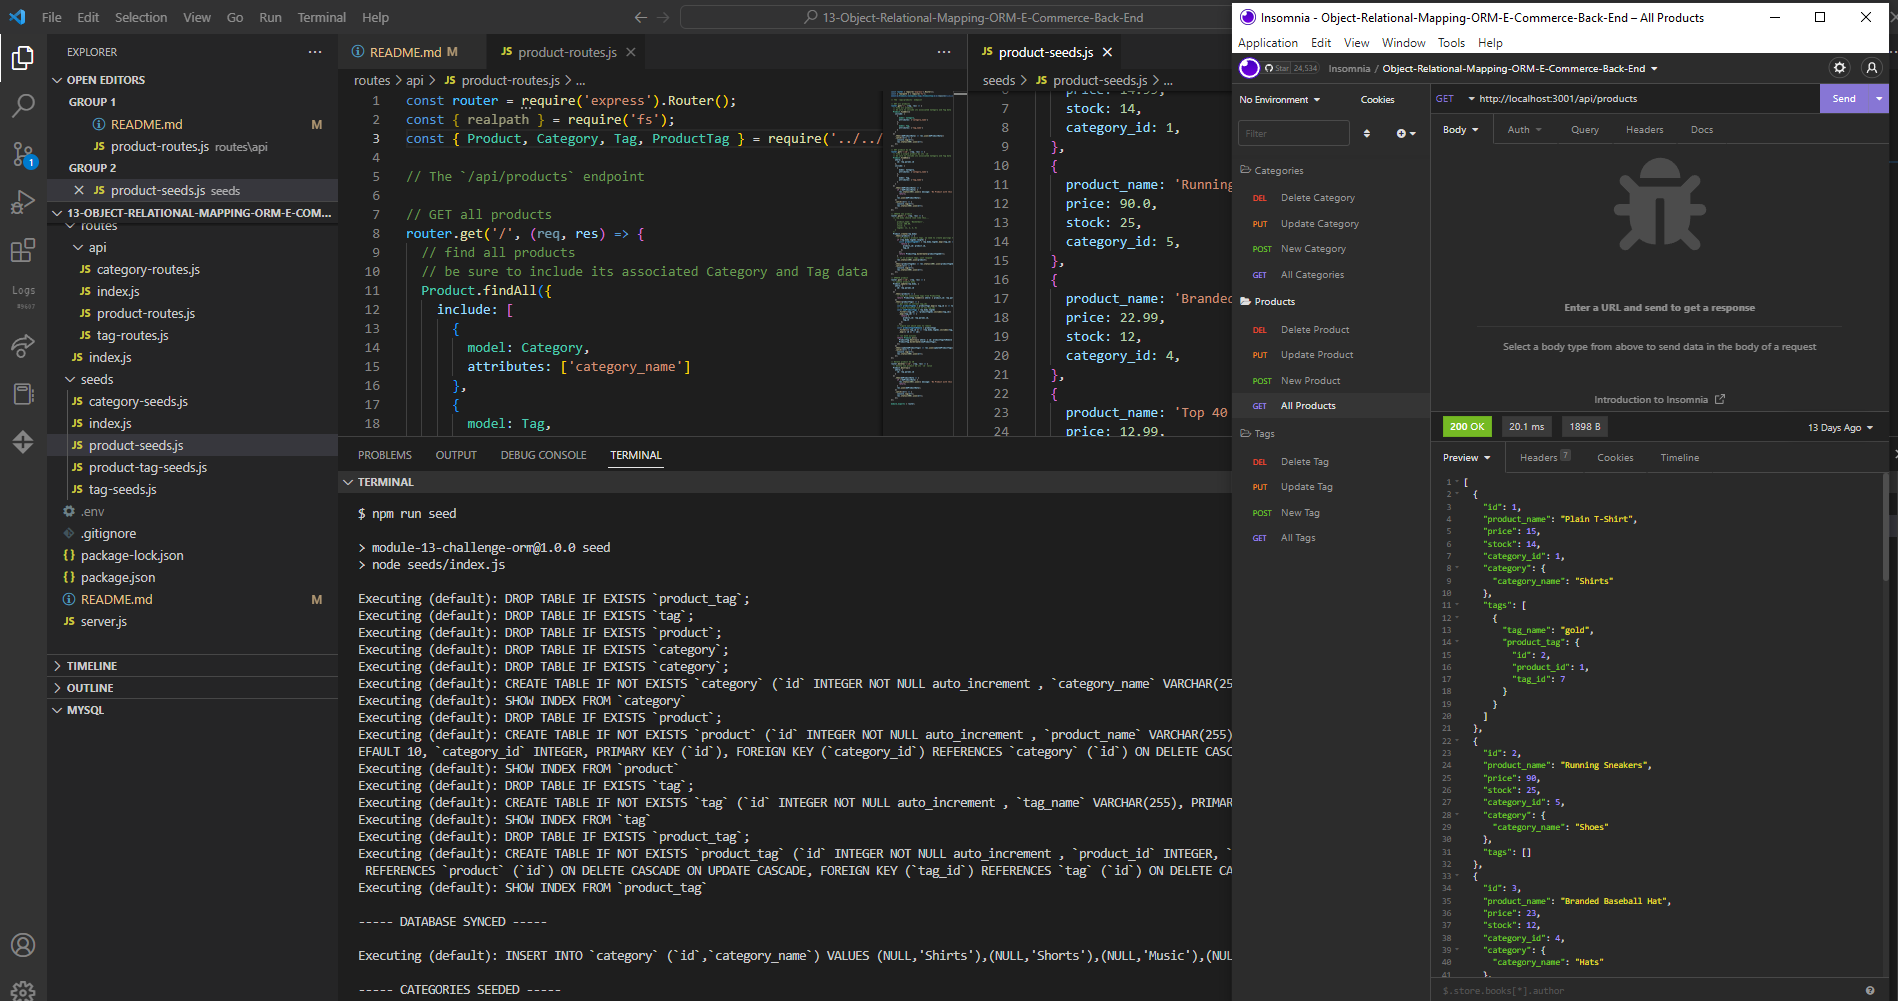 File Edit Selection View Go Run Terminal Help
13-Object-Relational-Mapping-ORM-E-Commerce-Back-End
EXPLORER
OPEN EDITORS
GROUP 1
README.md M
product-routes.js routes\api
GROUP 2
JS product-seeds.js seeds
13-OBJECT-RELATIONAL-MAPPING-ORM-E-COM...
routes
api
JS category-routes.js
JS index.js
JS product-routes.js
JS tag-routes.js
JS index.js
seeds
JS category-seeds.js
JS index.js
JS product-seeds.js
JS product-tag-seeds.js
JS tag-seeds.js
.env
.gitignore
{} package-lock.json
{} package.json
README.md M
JS server.js
TIMELINE
OUTLINE
MYSQL
Logs
1
README.md M
JS product-routes.js
routes > api > JS product-routes.js > ...
1 const router = require('express').Router();
2 const { realpath } = require('fs');
3 const { Product, Category, Tag, ProductTag } = require('../../
4
5 // The `/api/products` endpoint
6
7 // GET all products
8 router.get('/', (req, res) => {
9 // find all products
10 // be sure to include its associated Category and Tag data
11 Product.findAll({
12 include: [
13 {
14 model: Category,
15 attributes: ['category_name']
16 },
17 {
18 model: Tag,
JS product-seeds.js
seeds > JS product-seeds.js > ...
6 price: 14.99,
7 stock: 14,
8 category_id: 1,
9 },
10 {
11 product_name: 'Running
12 price: 90.0,
13 stock: 25,
14 category_id: 5,
15 },
16 {
17 product_name: 'Branded
18 price: 22.99,
19 stock: 12,
20 category_id: 4,
21 },
22 {
23 product_name: 'Top 40
24 price: 12.99,
PROBLEMS OUTPUT DEBUG CONSOLE TERMINAL
TERMINAL
$ npm run seed
> module-13-challenge-orm@1.0.0 seed
> node seeds/index.js
Executing (default): DROP TABLE IF EXISTS `product_tag`;
Executing (default): DROP TABLE IF EXISTS `tag`;
Executing (default): DROP TABLE IF EXISTS `product`;
Executing (default): DROP TABLE IF EXISTS `category`;
Executing (default): DROP TABLE IF EXISTS `category`;
Executing (default): CREATE TABLE IF NOT EXISTS `category` (`id` INTEGER NOT NULL auto_increment , `category_name` VARCHAR(25
Executing (default): SHOW INDEX FROM `category`
Executing (default): DROP TABLE IF EXISTS `product`;
Executing (default): CREATE TABLE IF NOT EXISTS `product` (`id` INTEGER NOT NULL auto_increment , `product_name` VARCHAR(255)
EFAULT 10, `category_id` INTEGER, PRIMARY KEY (`id`), FOREIGN KEY (`category_id`) REFERENCES `category` (`id`) ON DELETE CASC
Executing (default): SHOW INDEX FROM `product`
Executing (default): DROP TABLE IF EXISTS `tag`;
Executing (default): CREATE TABLE IF NOT EXISTS `tag` (`id` INTEGER NOT NULL auto_increment , `tag_name` VARCHAR(255), PRIMAR
Executing (default): SHOW INDEX FROM `tag`
Executing (default): DROP TABLE IF EXISTS `product_tag`;
Executing (default): CREATE TABLE IF NOT EXISTS `product_tag` (`id` INTEGER NOT NULL auto_increment , `product_id` INTEGER, `
REFERENCES `product` (`id`) ON DELETE CASCADE ON UPDATE CASCADE, FOREIGN KEY (`tag_id`) REFERENCES `tag` (`id`) ON DELETE CA
Executing (default): SHOW INDEX FROM `product_tag`
----- DATABASE SYNCED -----
Executing (default): INSERT INTO `category` (`id`,`category_name`) VALUES (NULL,'Shirts'),(NULL,'Shorts'),(NULL,'Music'),(NUL
----- CATEGORIES SEEDED -----
Insomnia - Object-Relational-Mapping-ORM-E-Commerce-Back-End – All Products
Application Edit View Window Tools Help
Star 24,534 Insomnia / Object-Relational-Mapping-ORM-E-Commerce-Back-End
No Environment Cookies
Filter
Categories
DEL Delete Category
PUT Update Category
POST New Category
GET All Categories
Products
DEL Delete Product
PUT Update Product
POST New Product
GET All Products
Tags
DEL Delete Tag
PUT Update Tag
POST New Tag
GET All Tags
GET http://localhost:3001/api/products Send
Body Auth Query Headers Docs
Enter a URL and send to get a response
Select a body type from above to send data in the body of a request
Introduction to Insomnia
200 OK 20.1 ms 1898 B 13 Days Ago
Preview Headers 7 Cookies Timeline
1 [
2 {
3 "id": 1,
4 "product_name": "Plain T-Shirt",
5 "price": 15,
6 "stock": 14,
7 "category_id": 1,
8 "category": {
9 "category_name": "Shirts"
10 },
11 "tags": [
12 {
13 "tag_name": "gold",
14 "product_tag": {
15 "id": 2,
16 "product_id": 1,
17 "tag_id": 7
18 }
19 }
20 ]
21 },
22 {
23 "id": 2,
24 "product_name": "Running Sneakers",
25 "price": 90,
26 "stock": 25,
27 "category_id": 5,
28 "category": {
29 "category_name": "Shoes"
30 },
31 "tags": []
32 },
33 {
34 "id": 3,
35 "product_name": "Branded Baseball Hat",
36 "price": 23,
37 "stock": 12,
38 "category_id": 4,
39 "category": {
40 "category_name": "Hats"
41 },
$.store.books[*].author